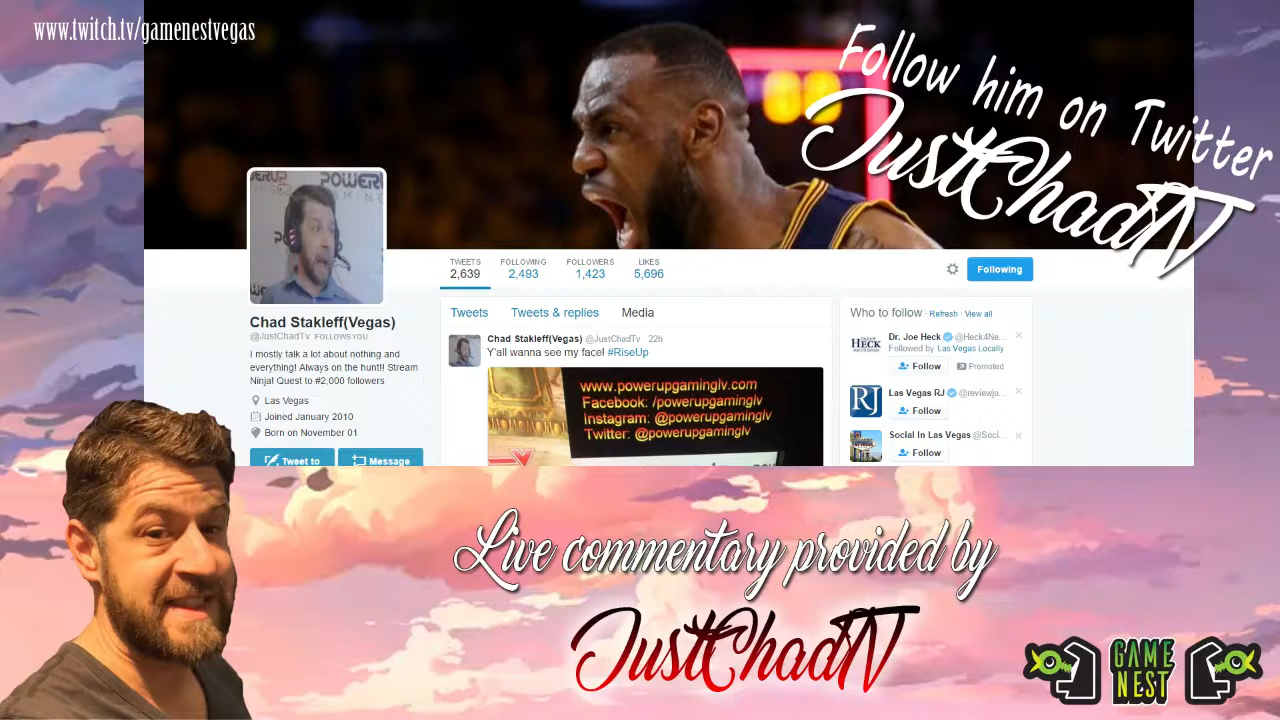 www.twitch.tv/gamenestvegas
Follow him on Twitter
JustChadTV
POWER
TWEETS
2,639
FOLLOWING
2,493
FOLLOWERS
1,423
LIKES
5,696
Following
Chad Stakleff(Vegas)
@JustChadTv FOLLOWS YOU
I mostly talk a lot about nothing and
everything! Always on the hunt!! Stream
Ninja! Quest to #2,000 followers
Las Vegas
Joined January 2010
Born on November 01
Tweet to
Message
Tweets
Tweets & replies
Media
Chad Stakleff(Vegas) @JustChadTv 22h
Y'all wanna see my face! #RiseUp
www.powerupgaminglv.com
Facebook: /powerupgaminglv
Instagram: @powerupgaminglv
Twitter: @powerupgaminglv
Who to follow · Refresh · View all
HECK
Dr. Joe Heck @Heck4Ne...
Followed by Las Vegas Locally
Follow
Promoted
RJ
Las Vegas RJ @reviewjo...
Follow
Social In Las Vegas @Soci...
Follow
Live commentary provided by
JustChadTV
GAME
NEST